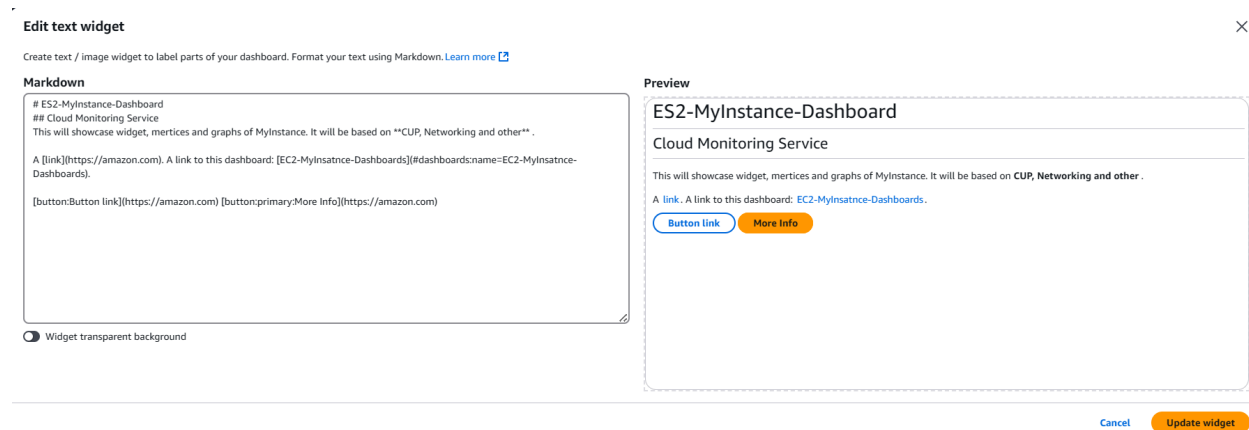 Edit text widget
Create text / image widget to label parts of your dashboard. Format your text using Markdown. Learn more
Markdown
# ES2-MyInstance-Dashboard
## Cloud Monitoring Service
This will showcase widget, mertices and graphs of MyInstance. It will be based on **CUP, Networking and other** .
A [link](https://amazon.com). A link to this dashboard: [EC2-MyInsatnce-Dashboards](#dashboards:name=EC2-MyInsatnce-
Dashboards).
[button:Button link](https://amazon.com) [button:primary:More Info](https://amazon.com)
Widget transparent background
Preview
ES2-MyInstance-Dashboard
Cloud Monitoring Service
This will showcase widget, mertices and graphs of MyInstance. It will be based on CUP, Networking and other .
A link. A link to this dashboard: EC2-MyInsatnce-Dashboards.
Button link More Info
Cancel Update widget